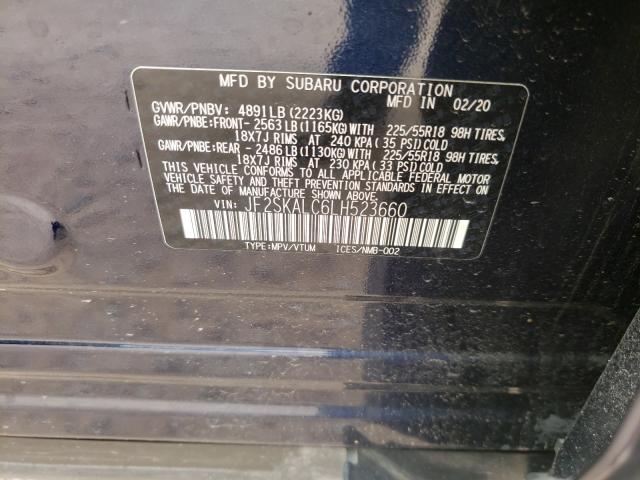 MFD BY SUBARU CORPORATION
MFD IN 02/20
GVWR/PNBV: 4891LB(2223KG)
GAWR/PNBE:FRONT-2563LB(1165KG)WITH 225/55R18 98H TIRES,
18X7J RIMS AT 240 KPA(35 PSI)COLD
GAWR/PNBE:REAR -2486LB(1130KG)WITH 225/55R18 98H TIRES,
18X7J RIMS AT 230 KPA(33 PSI)COLD
THIS VEHICLE CONFORMS TO ALL APPLICABLE FEDERAL MOTOR
VEHICLE SAFETY, BUMPER, AND THEFT PREVENTION STANDARDS IN
EFFECT ON THE DATE OF MANUFACTURE SHOWN ABOVE.
VIN: JF2SKALC6LH523660
TYPE:MPV/VTUM ICES/NMB-002